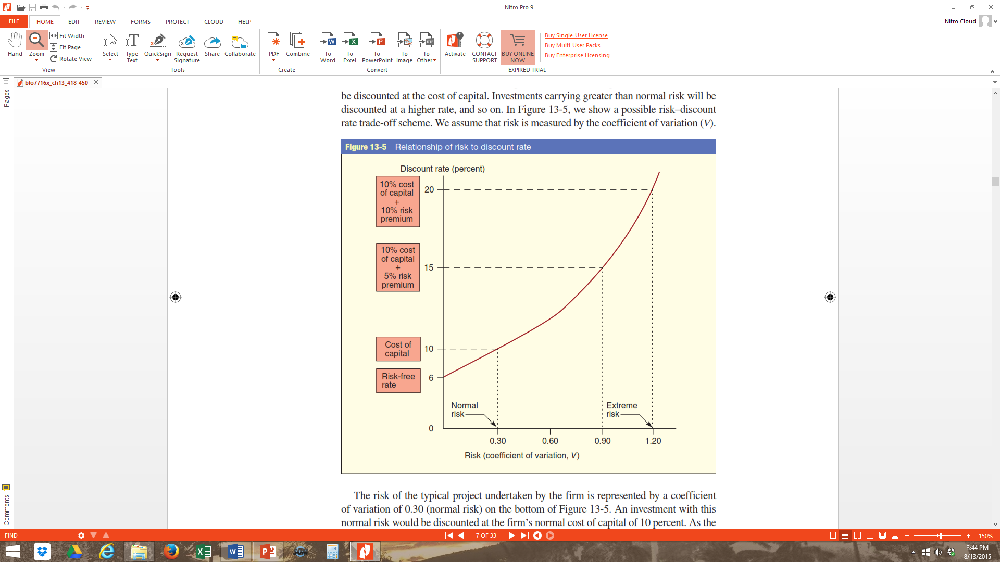 Nitro Pro 9
FILE HOME EDIT REVIEW FORMS PROTECT CLOUD HELP
Nitro Cloud
Hand
Zoom
Fit Width
Fit Page
Rotate View
View
Select
Type
Text
QuickSign
Request
Signature
Share
Collaborate
Tools
PDF
Combine
Create
To
Word
To
Excel
To
PowerPoint
To
Image
To
Other
Convert
Activate
CONTACT
SUPPORT
BUY ONLINE
NOW
Buy Single-User License
Buy Multi-User Packs
Buy Enterprise Licensing
EXPIRED TRIAL
blo7716x_ch13_418-450
Pages
be discounted at the cost of capital. Investments carrying greater than normal risk will be
discounted at a higher rate, and so on. In Figure 13-5, we show a possible risk–discount
rate trade-off scheme. We assume that risk is measured by the coefficient of variation (V).
Figure 13-5 Relationship of risk to discount rate
Discount rate (percent)
10% cost
of capital
+
10% risk
premium
20
10% cost
of capital
+
5% risk
premium
15
Cost of
capital
10
Risk-free
rate
6
Normal
risk
Extreme
risk
0
0.30 0.60 0.90 1.20
Risk (coefficient of variation, V)
The risk of the typical project undertaken by the firm is represented by a coefficient
of variation of 0.30 (normal risk) on the bottom of Figure 13-5. An investment with this
normal risk would be discounted at the firm's normal cost of capital of 10 percent. As the
Comments
FIND
7 OF 33
150%
3:44 PM
8/13/2015